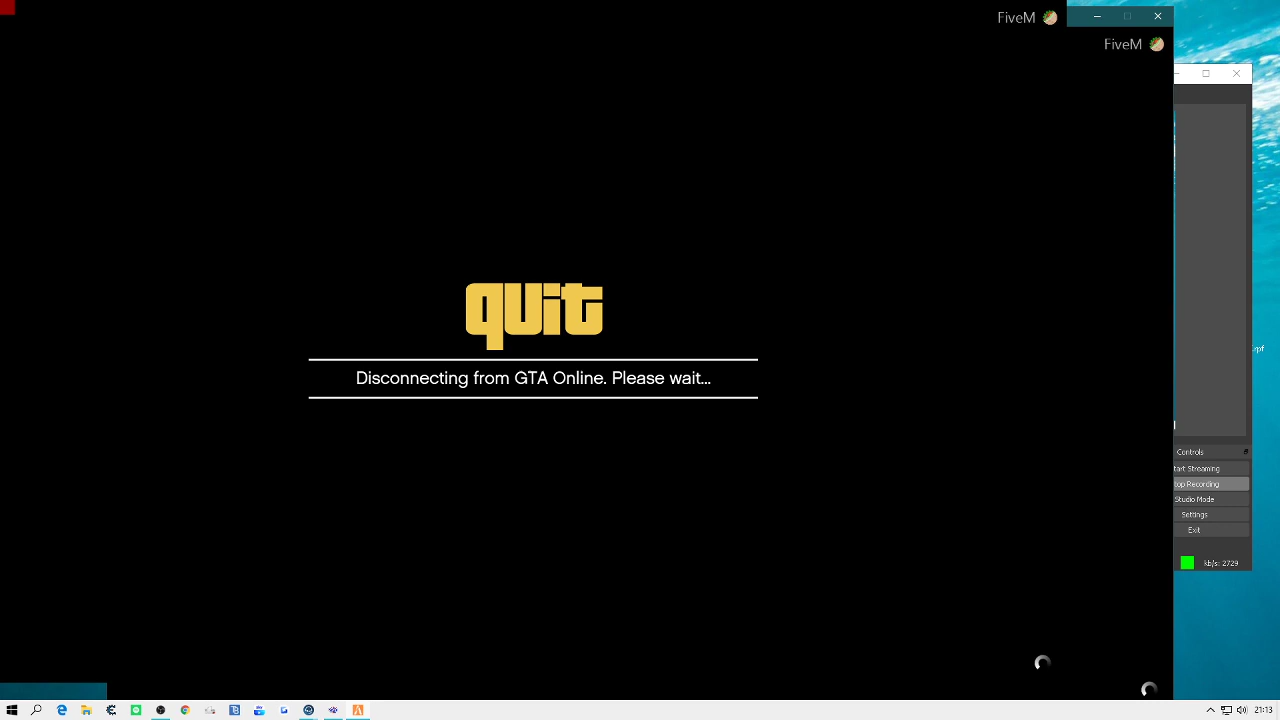 FiveM
FiveM
quit
Disconnecting from GTA Online. Please wait...
Controls
tart Streaming
top Recording
Studio Mode
Settings
Exit
kb/s: 2729
21:13